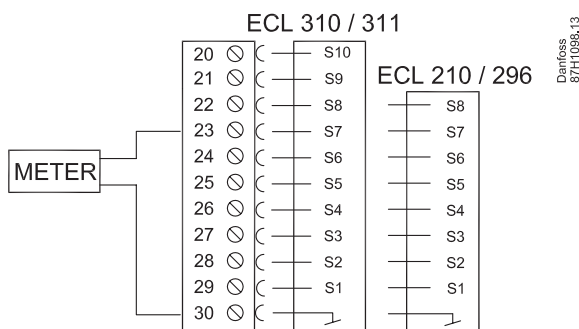 ECL 310 / 311
20 S10
21 S9
22 S8
23 S7
24 S6
25 S5
26 S4
27 S3
28 S2
29 S1
30
METER
ECL 210 / 296
S8
S7
S6
S5
S4
S3
S2
S1
Danfoss
87H1098.13